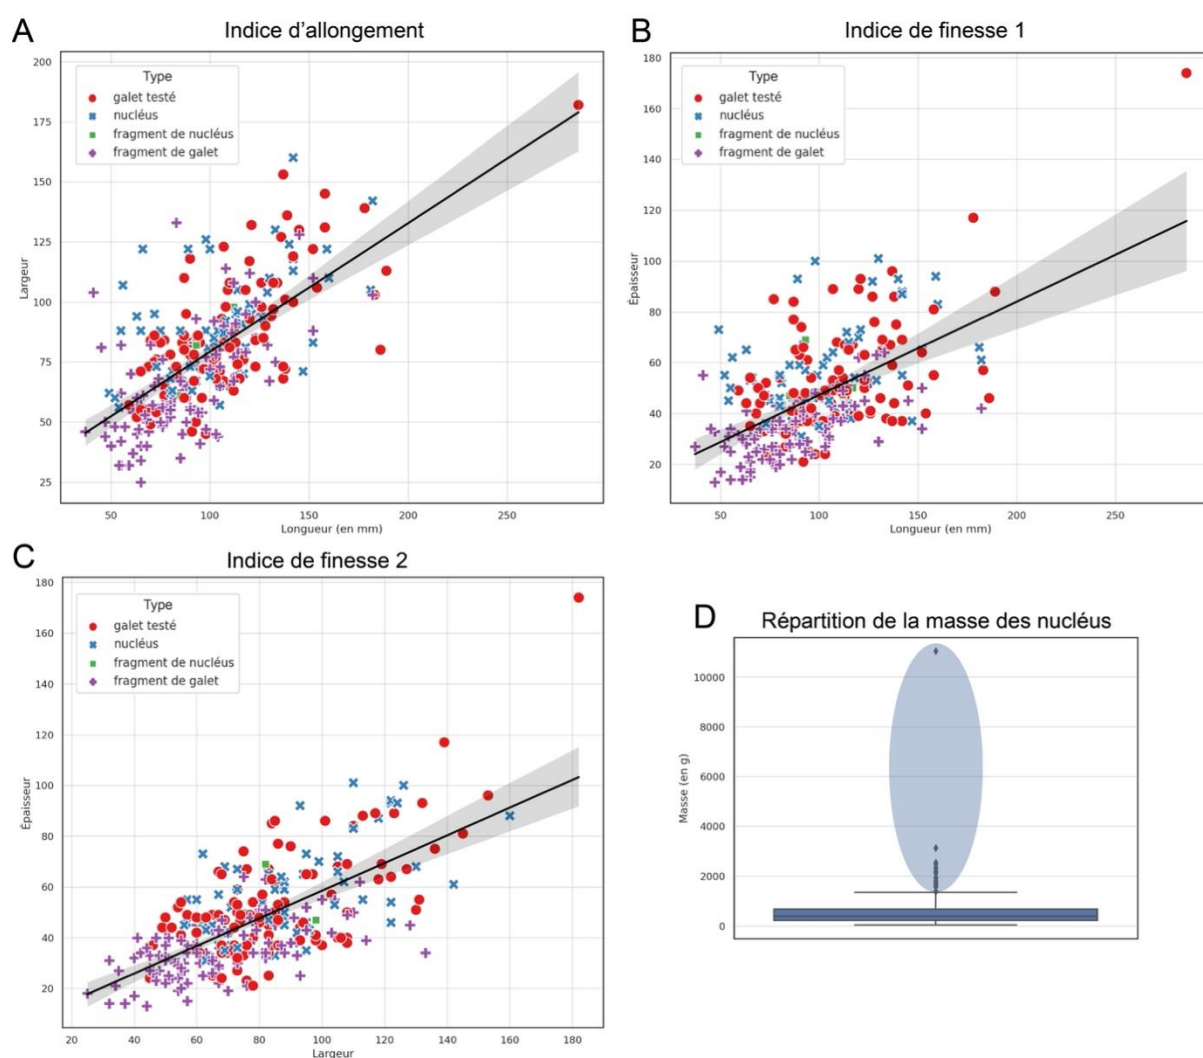 A
Indice d'allongement
200
175
150
125
100
75
50
25
Largeur
Type
galet testé
nucléus
fragment de nucléus
fragment de galet
50
100
150
200
250
Longueur (en mm)
B
Indice de finesse 1
180
160
140
120
100
80
60
40
20
Épaisseur
Type
galet testé
nucléus
fragment de nucléus
fragment de galet
50
100
150
200
250
Longueur (en mm)
C
Indice de finesse 2
180
160
140
120
100
80
60
40
20
Épaisseur
Type
galet testé
nucléus
fragment de nucléus
fragment de galet
20
40
60
80
100
120
140
160
180
Largeur
D
Répartition de la masse des nucléus
10000
8000
6000
4000
2000
0
Masse (en g)